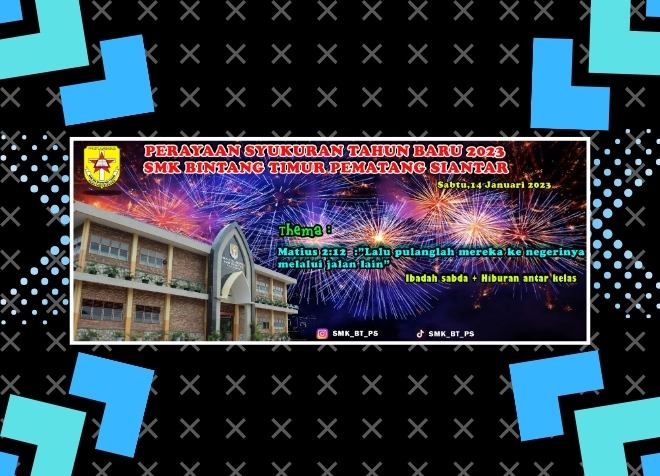 PERAYAAN SYUKURAN TAHUN BARU 2023
SMK BINTANG TIMUR PEMATANG SIANTAR
Sabtu,14 Januari 2023
Thema :
Matius 2:12 :"Lalu pulanglah mereka ke negerinya
melalui jalan lain"
Ibadah sabda + Hiburan antar kelas
SMK_BT_PS
SMK_BT_PS